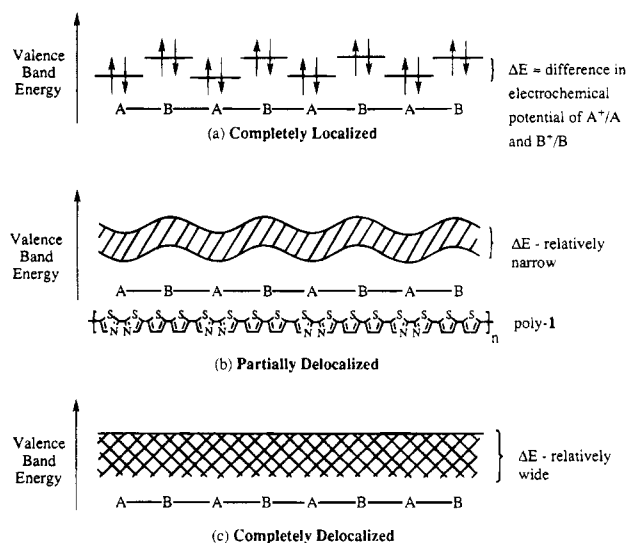 Valence
Band
Energy
ΔE = difference in
electrochemical
potential of A⁺/A
and B⁺/B
A B A B A B A B
(a) Completely Localized
Valence
Band
Energy
ΔE - relatively
narrow
A B A B A B A B
S S S S S S S S S S S S S S S S
N N N N N N N N
n
poly-1
(b) Partially Delocalized
Valence
Band
Energy
ΔE - relatively
wide
A B A B A B A B
(c) Completely Delocalized